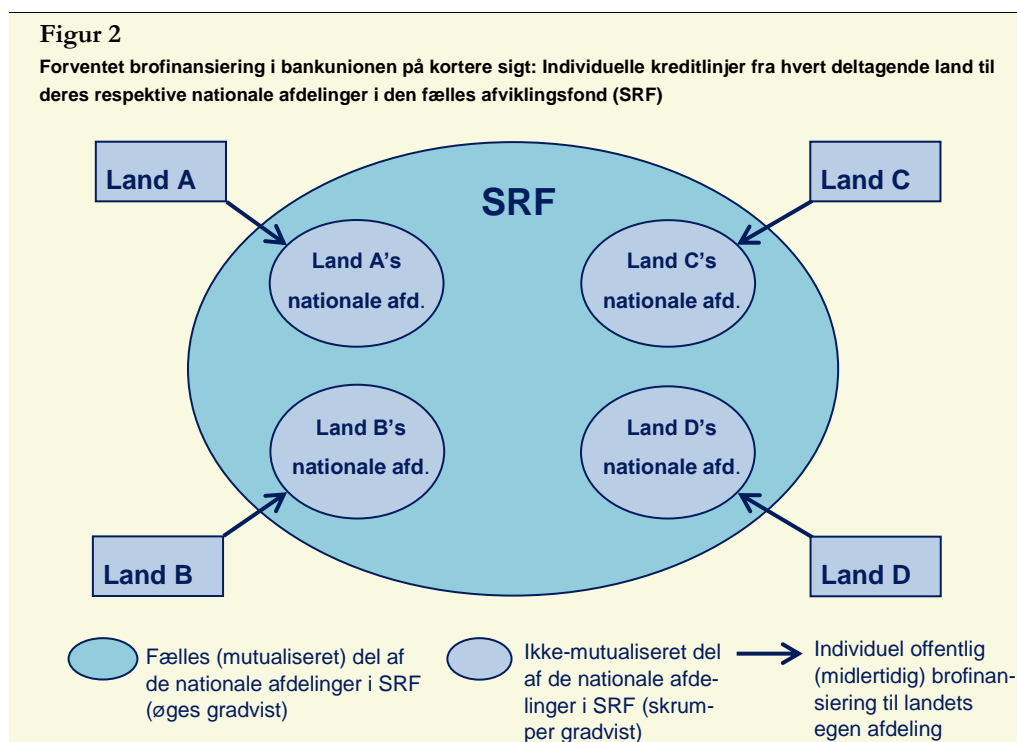 Figur 2
Forventet brofinansiering i bankunionen på kortere sigt: Individuelle kreditlinjer fra hvert deltagende land til
deres respektive nationale afdelinger i den fælles afviklingsfond (SRF)
Land A
Land C
SRF
Land A's
nationale afd.
Land C's
nationale afd.
Land B's
nationale afd.
Land D's
nationale afd.
Land B
Land D
Fælles (mutualiseret) del af
de nationale afdelinger i SRF
(øges gradvist)
Ikke-mutualiseret del
af de nationale afde-
linger i SRF (skrum-
per gradvist)
Individuel offentlig
(midlertidig) brofinan-
siering til landets
egen afdeling